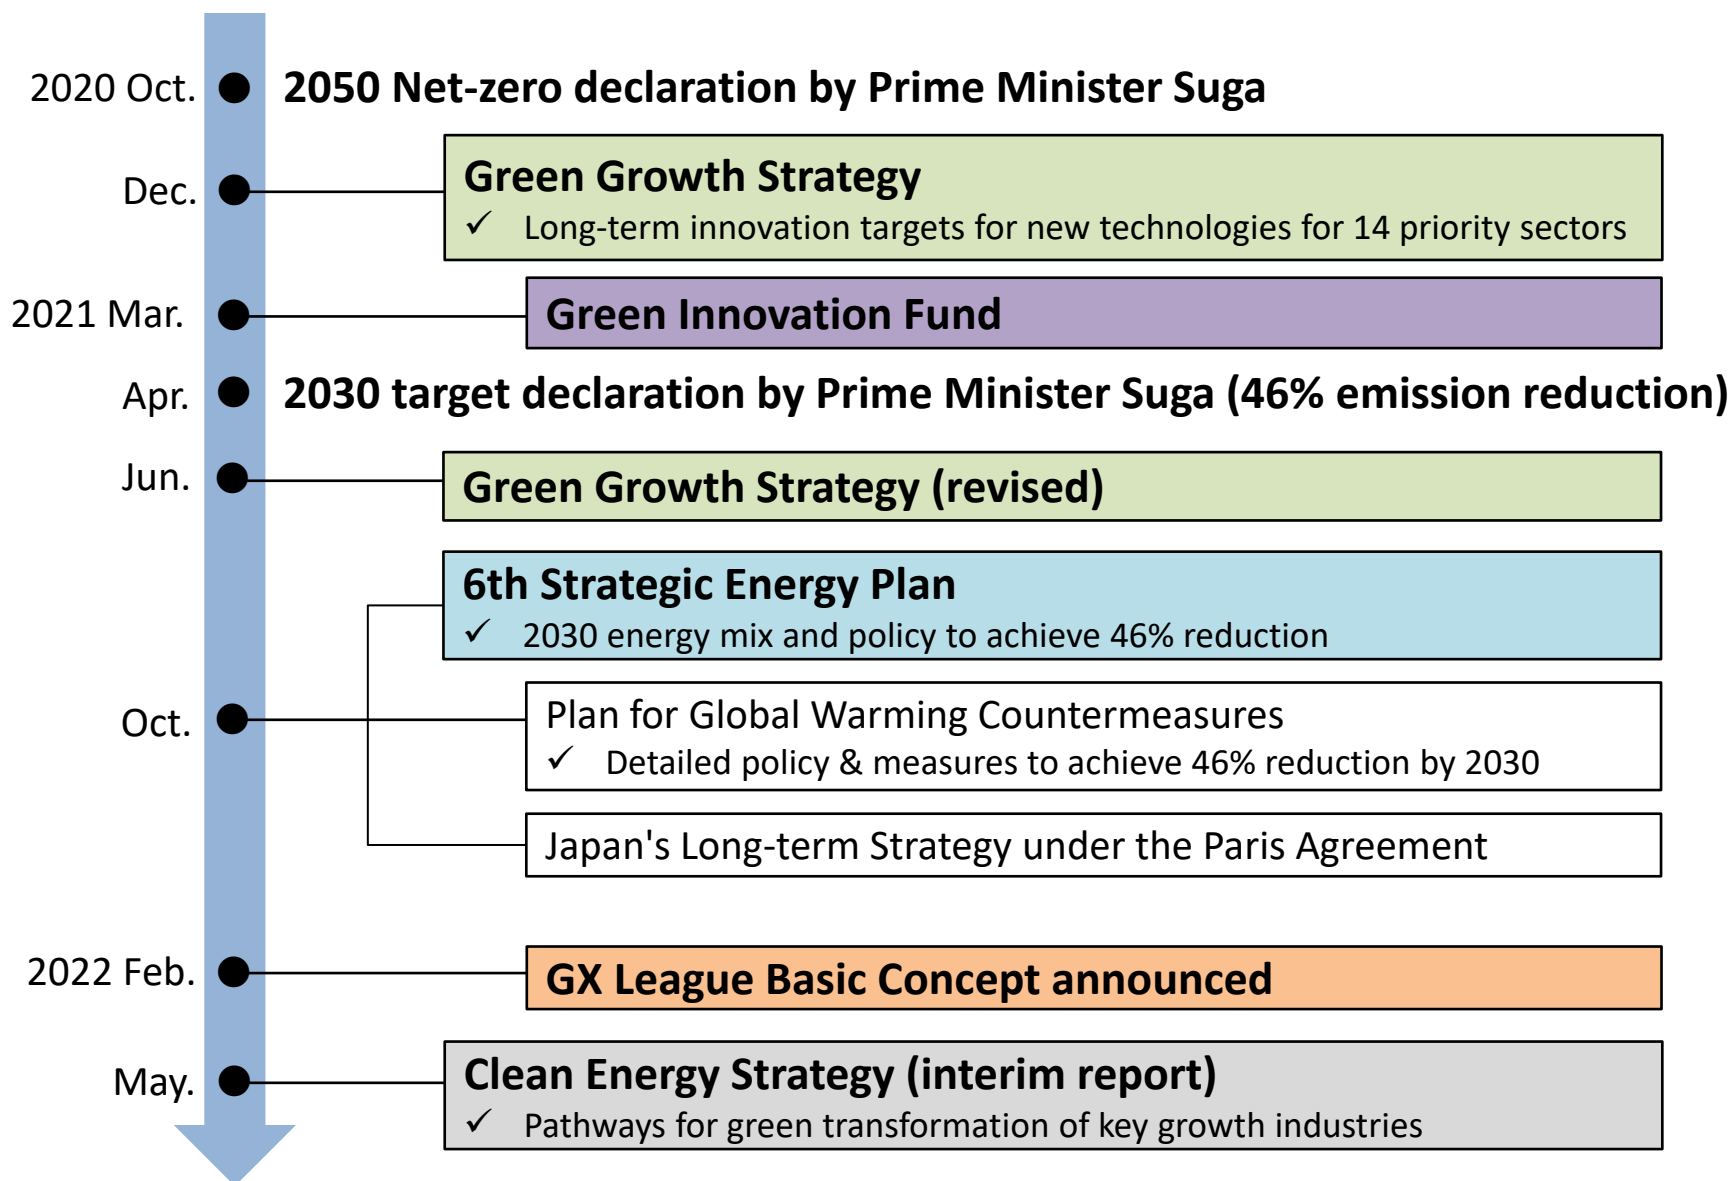 2020 Oct. 2050 Net-zero declaration by Prime Minister Suga
Dec. Green Growth Strategy
✓ Long-term innovation targets for new technologies for 14 priority sectors
2021 Mar. Green Innovation Fund
Apr. 2030 target declaration by Prime Minister Suga (46% emission reduction)
Jun. Green Growth Strategy (revised)
6th Strategic Energy Plan
✓ 2030 energy mix and policy to achieve 46% reduction
Oct. Plan for Global Warming Countermeasures
✓ Detailed policy & measures to achieve 46% reduction by 2030
Japan's Long-term Strategy under the Paris Agreement
2022 Feb. GX League Basic Concept announced
May. Clean Energy Strategy (interim report)
✓ Pathways for green transformation of key growth industries